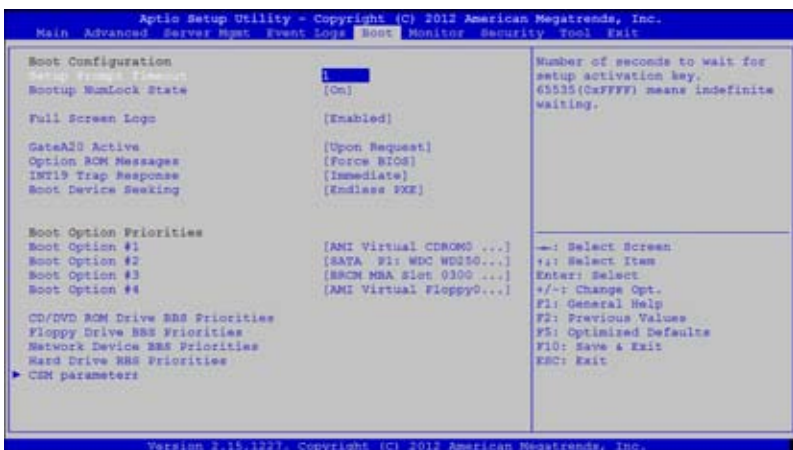 Aptio Setup Utility - Copyright (C) 2012 American Megatrends, Inc.
Main Advanced Server Mgmt Event Logs Boot Monitor Security Tool Exit
Boot Configuration
Setup Prompt Timeout 1
Bootup NumLock State [On]
Full Screen Logo [Enabled]
GateA20 Active [Upon Request]
Option ROM Messages [Force BIOS]
INT19 Trap Response [Immediate]
Boot Device Seeking [Endless PXE]
Boot Option Priorities
Boot Option #1 [AMI Virtual CDROM0 ...]
Boot Option #2 [SATA P1: WDC WD250...]
Boot Option #3 [BRCM MBA Slot 0300 ...]
Boot Option #4 [AMI Virtual Floppy0...]
CD/DVD ROM Drive BBS Priorities
Floppy Drive BBS Priorities
Network Device BBS Priorities
Hard Drive BBS Priorities
► CSM parameters
Number of seconds to wait for
setup activation key.
65535(0xFFFF) means indefinite
waiting.
→←: Select Screen
↑↓: Select Item
Enter: Select
+/-: Change Opt.
F1: General Help
F2: Previous Values
F5: Optimized Defaults
F10: Save & Exit
ESC: Exit
Version 2.15.1227. Copyright (C) 2012 American Megatrends, Inc.